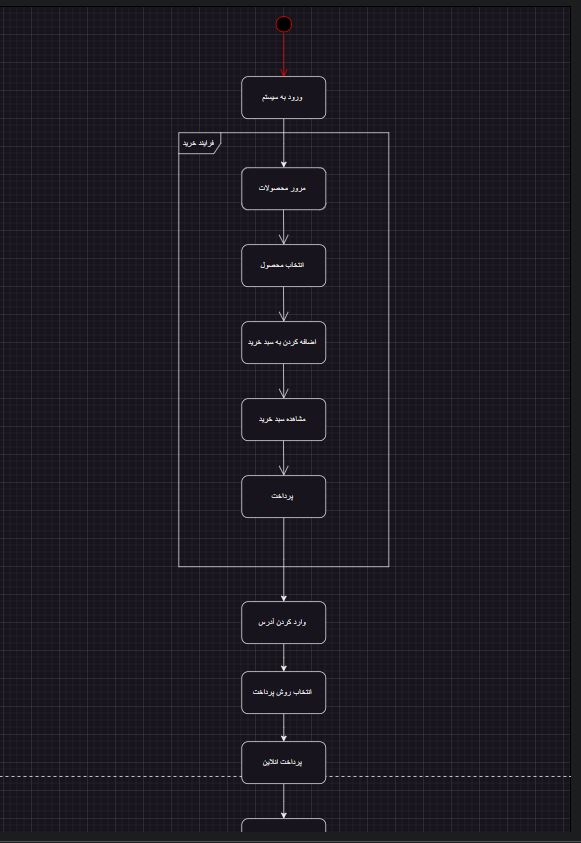 ورود به سیستم
فرایند خرید
مرور محصولات
انتخاب محصول
اضافه کردن به سبد خرید
مشاهده سبد خرید
پرداخت
وارد کردن آدرس
انتخاب روش پرداخت
پرداخت انلاین